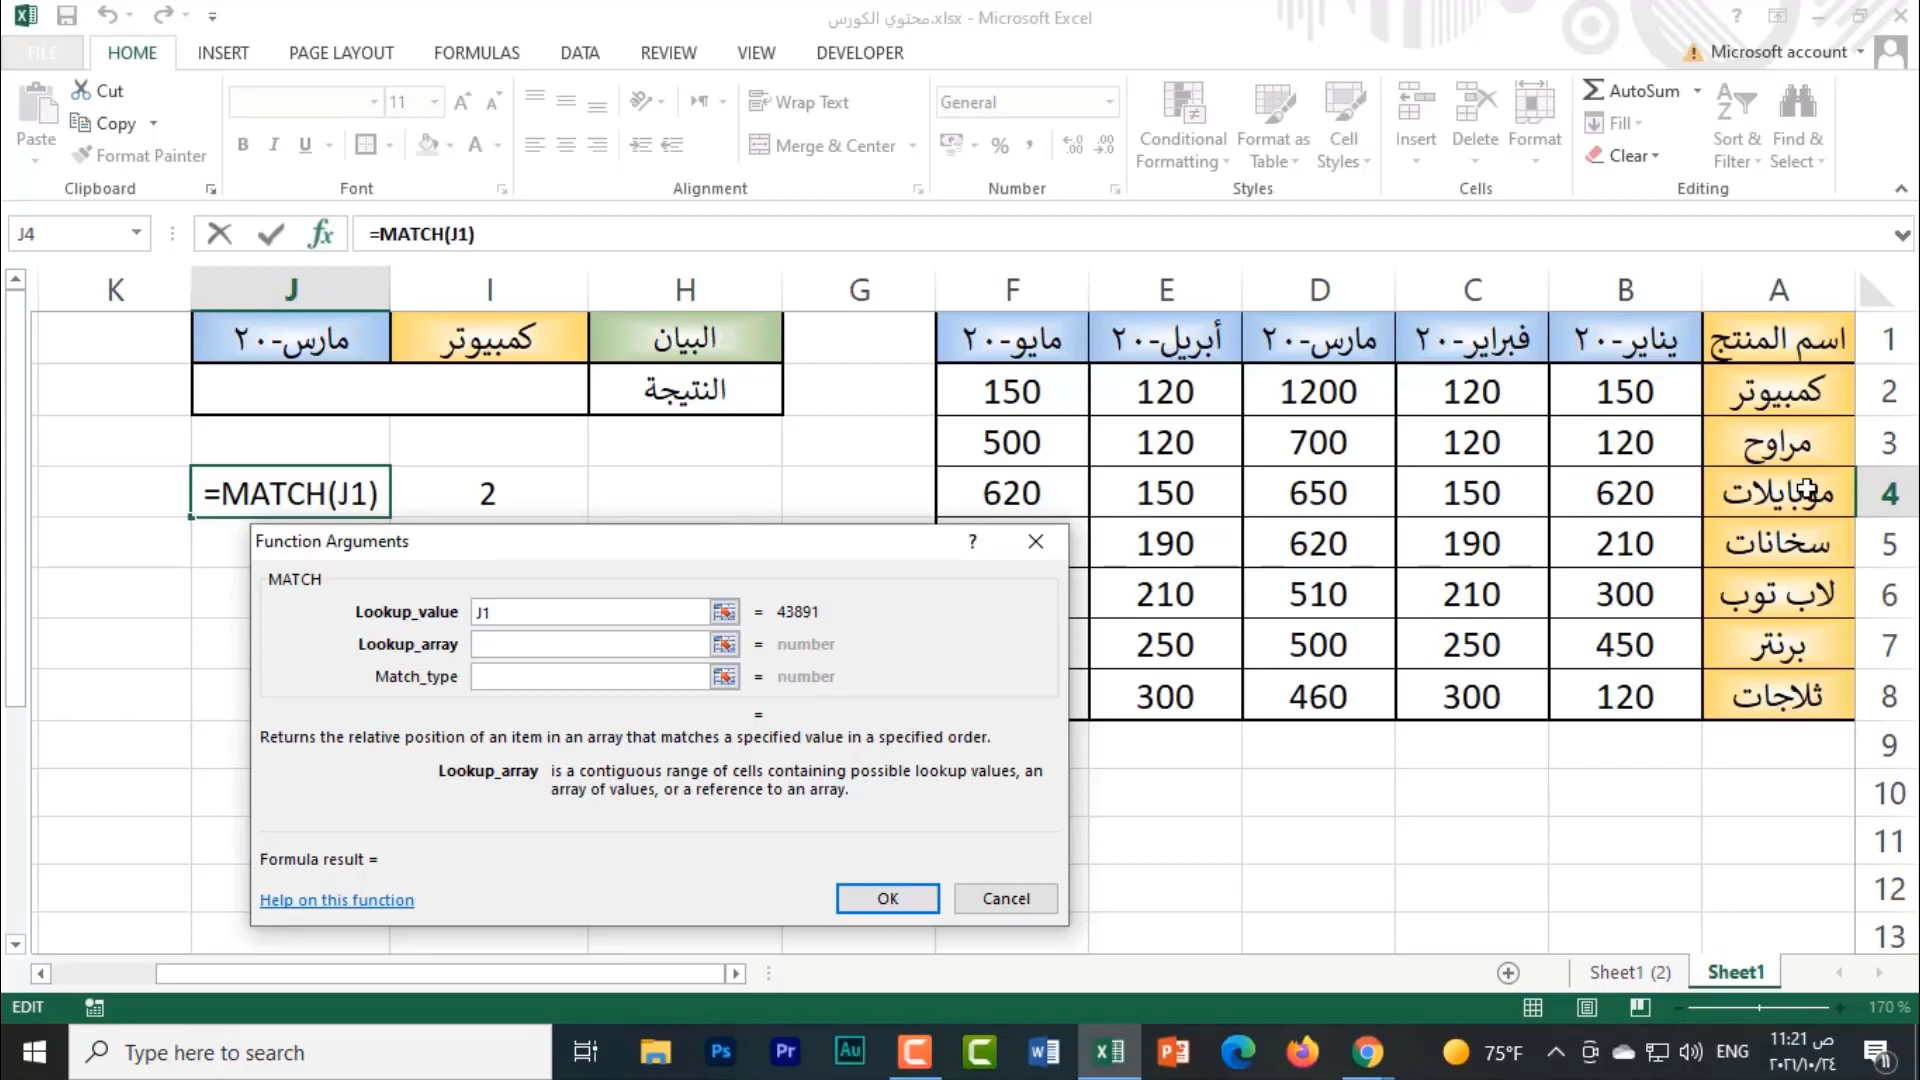 محتوي الكورس.xlsx - Microsoft Excel
?
FILE
HOME
INSERT
PAGE LAYOUT
FORMULAS
DATA
REVIEW
VIEW
DEVELOPER
Microsoft account
Paste
Cut
Copy
Format Painter
Clipboard
11
B I U
Font
Wrap Text
Merge & Center
Alignment
General
%
Number
Conditional Formatting
Format as Table
Cell Styles
Styles
Insert
Delete
Format
Cells
AutoSum
Fill
Clear
Sort & Filter
Find & Select
Editing
J4
fx
=MATCH(J1)
K J I H G F E D C B A
1 اسم المنتج يناير-٢٠ فبراير-٢٠ مارس-٢٠ أبريل-٢٠ مايو-٢٠ البيان كمبيوتر مارس-٢٠
2 كمبيوتر 150 120 1200 120 150 النتيجة
3 مراوح 120 120 700 120 500
4 موبايلات 620 150 650 150 620 2 =MATCH(J1)
5 سخانات 210 190 620 190
6 لاب توب 300 210 510 210
7 برنتر 450 250 500 250
8 ثلاجات 120 300 460 300
9
10
11
12
13
Function Arguments
?
MATCH
Lookup_value J1 = 43891
Lookup_array = number
Match_type = number
=
Returns the relative position of an item in an array that matches a specified value in a specified order.
Lookup_array is a contiguous range of cells containing possible lookup values, an
array of values, or a reference to an array.
Formula result =
Help on this function
OK
Cancel
Sheet1 (2)
Sheet1
EDIT
170 %
Type here to search
Ps
Pr
Au
75°F
ENG
11:21 ص
٢٠٢١/١٠/٢٤